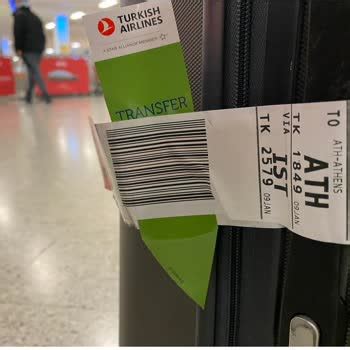 TURKISH
AIRLINES
A STAR ALLIANCE MEMBER
TRANSFER
TO
ATH-ATHENS
ATH
TK 1849 09JAN
VIA
IST
TK 2579 09JAN